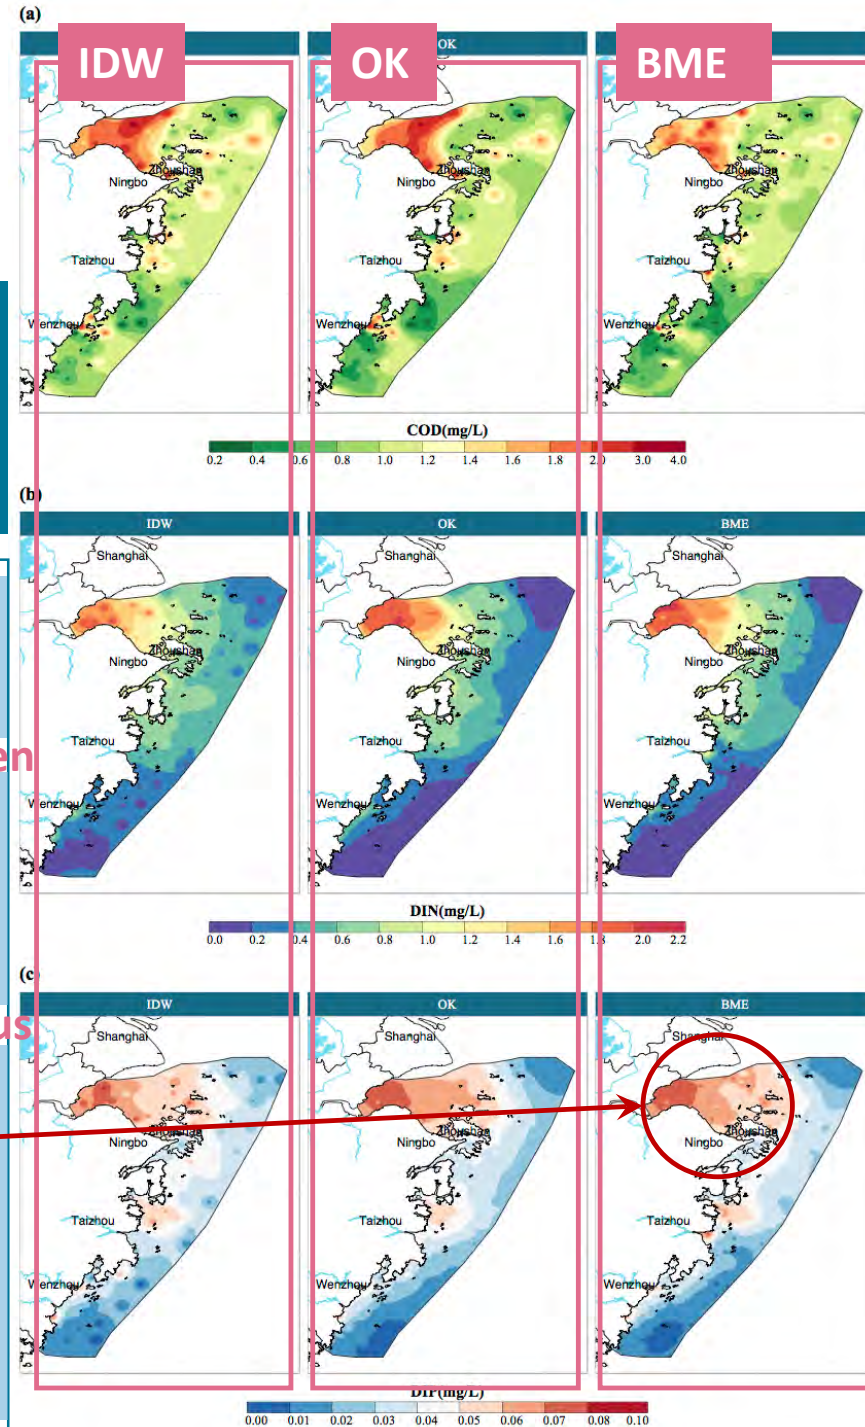 (a)
IDW OK BME
OK
Zhoushan Zhoushan Zhoushan
Ningbo Ningbo Ningbo
Taizhou Taizhou Taizhou
Wenzhou Wenzhou Wenzhou
COD(mg/L)
0.2 0.4 0.6 0.8 1.0 1.2 1.4 1.6 1.8 2.0 3.0 4.0
(b)
IDW OK BME
Shanghai Shanghai Shanghai
Zhoushan Zhoushan Zhoushan
Ningbo Ningbo Ningbo
Taizhou Taizhou Taizhou
en
Wenzhou Wenzhou Wenzhou
DIN(mg/L)
0.0 0.2 0.4 0.6 0.8 1.0 1.2 1.4 1.6 1.8 2.0 2.2
(c)
IDW OK BME
us
Shanghai Shanghai Shanghai
Zhoushan Zhoushan Zhoushan
Ningbo Ningbo Ningbo
Taizhou Taizhou Taizhou
Wenzhou Wenzhou Wenzhou
DIP(mg/L)
0.00 0.01 0.02 0.03 0.04 0.05 0.06 0.07 0.08 0.10